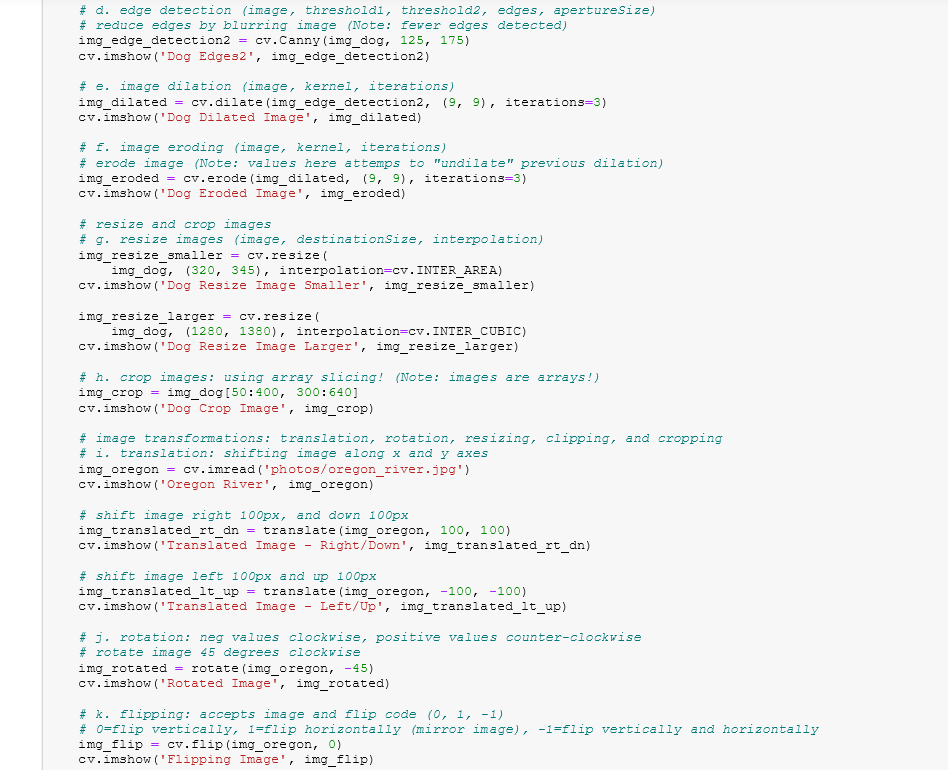 # d. edge detection (image, threshold1, threshold2, edges, apertureSize)
# reduce edges by blurring image (Note: fewer edges detected)
img_edge_detection2 = cv.Canny(img_dog, 125, 175)
cv.imshow('Dog Edges2', img_edge_detection2)

# e. image dilation (image, kernel, iterations)
img_dilated = cv.dilate(img_edge_detection2, (9, 9), iterations=3)
cv.imshow('Dog Dilated Image', img_dilated)

# f. image eroding (image, kernel, iterations)
# erode image (Note: values here attemps to "undilate" previous dilation)
img_eroded = cv.erode(img_dilated, (9, 9), iterations=3)
cv.imshow('Dog Eroded Image', img_eroded)

# resize and crop images
# g. resize images (image, destinationSize, interpolation)
img_resize_smaller = cv.resize(
    img_dog, (320, 345), interpolation=cv.INTER_AREA)
cv.imshow('Dog Resize Image Smaller', img_resize_smaller)

img_resize_larger = cv.resize(
    img_dog, (1280, 1380), interpolation=cv.INTER_CUBIC)
cv.imshow('Dog Resize Image Larger', img_resize_larger)

# h. crop images: using array slicing! (Note: images are arrays!)
img_crop = img_dog[50:400, 300:640]
cv.imshow('Dog Crop Image', img_crop)

# image transformations: translation, rotation, resizing, clipping, and cropping
# i. translation: shifting image along x and y axes
img_oregon = cv.imread('photos/oregon_river.jpg')
cv.imshow('Oregon River', img_oregon)

# shift image right 100px, and down 100px
img_translated_rt_dn = translate(img_oregon, 100, 100)
cv.imshow('Translated Image - Right/Down', img_translated_rt_dn)

# shift image left 100px and up 100px
img_translated_lt_up = translate(img_oregon, -100, -100)
cv.imshow('Translated Image - Left/Up', img_translated_lt_up)

# j. rotation: neg values clockwise, positive values counter-clockwise
# rotate image 45 degrees clockwise
img_rotated = rotate(img_oregon, -45)
cv.imshow('Rotated Image', img_rotated)

# k. flipping: accepts image and flip code (0, 1, -1)
# 0=flip vertically, 1=flip horizontally (mirror image), -1=flip vertically and horizontally
img_flip = cv.flip(img_oregon, 0)
cv.imshow('Flipping Image', img_flip)